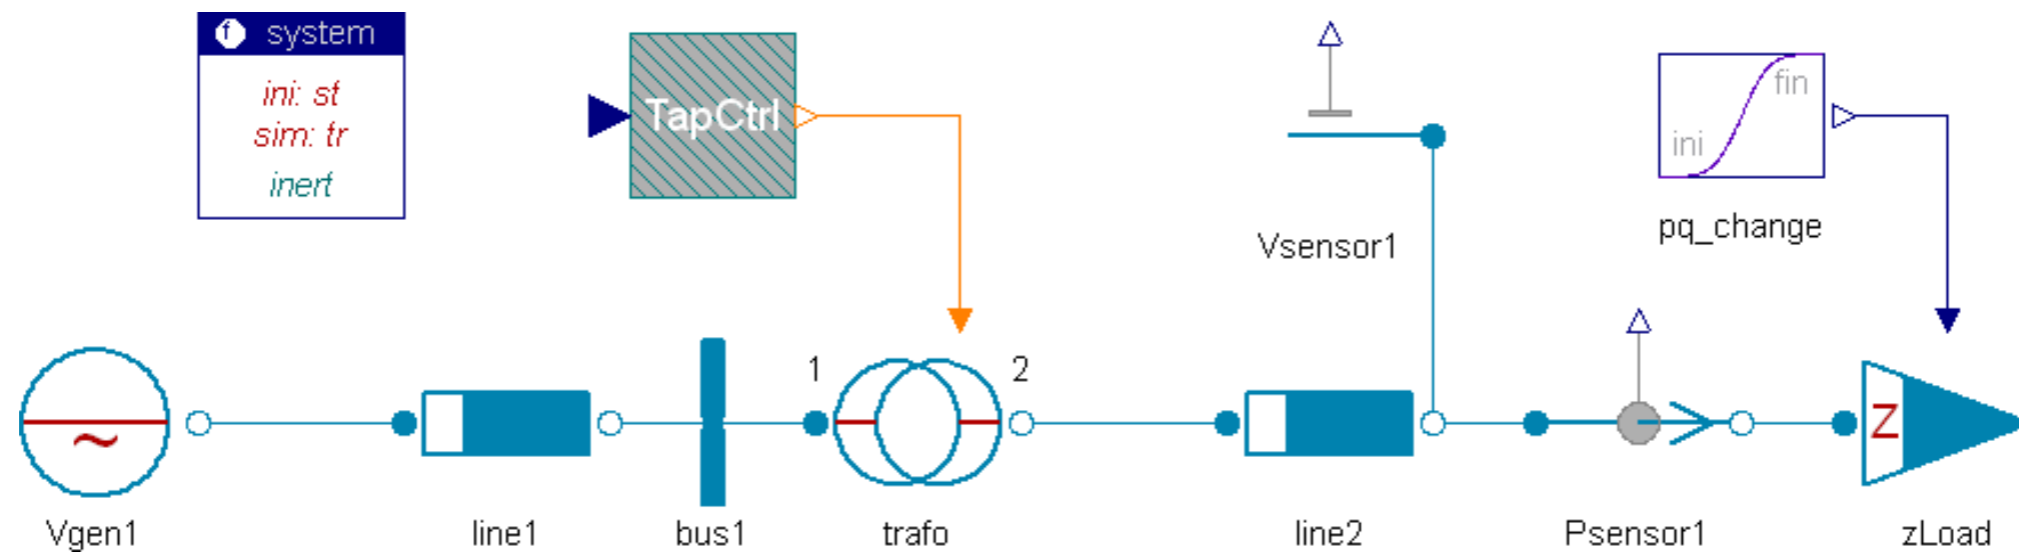 f system
ini: st
sim: tr
inert
TapCtrl
Vsensor1
fin
ini
pq_change
1
2
~
Z
Vgen1
line1
bus1
trafo
line2
Psensor1
zLoad